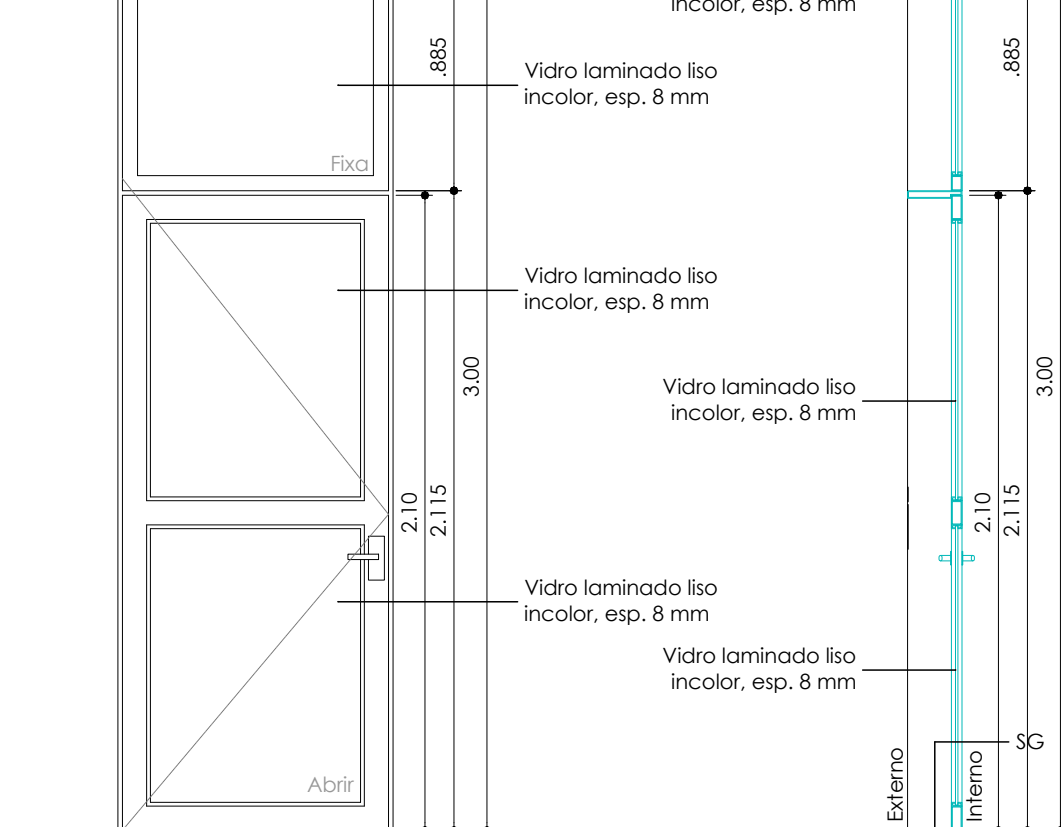 incolor, esp. 8 mm
.885
Vidro laminado liso
incolor, esp. 8 mm
.885
Fixa
Vidro laminado liso
incolor, esp. 8 mm
3.00
Vidro laminado liso
incolor, esp. 8 mm
3.00
2.10
2.115
2.10
2.115
Vidro laminado liso
incolor, esp. 8 mm
Vidro laminado liso
incolor, esp. 8 mm
SG
Abrir
Externo
Interno